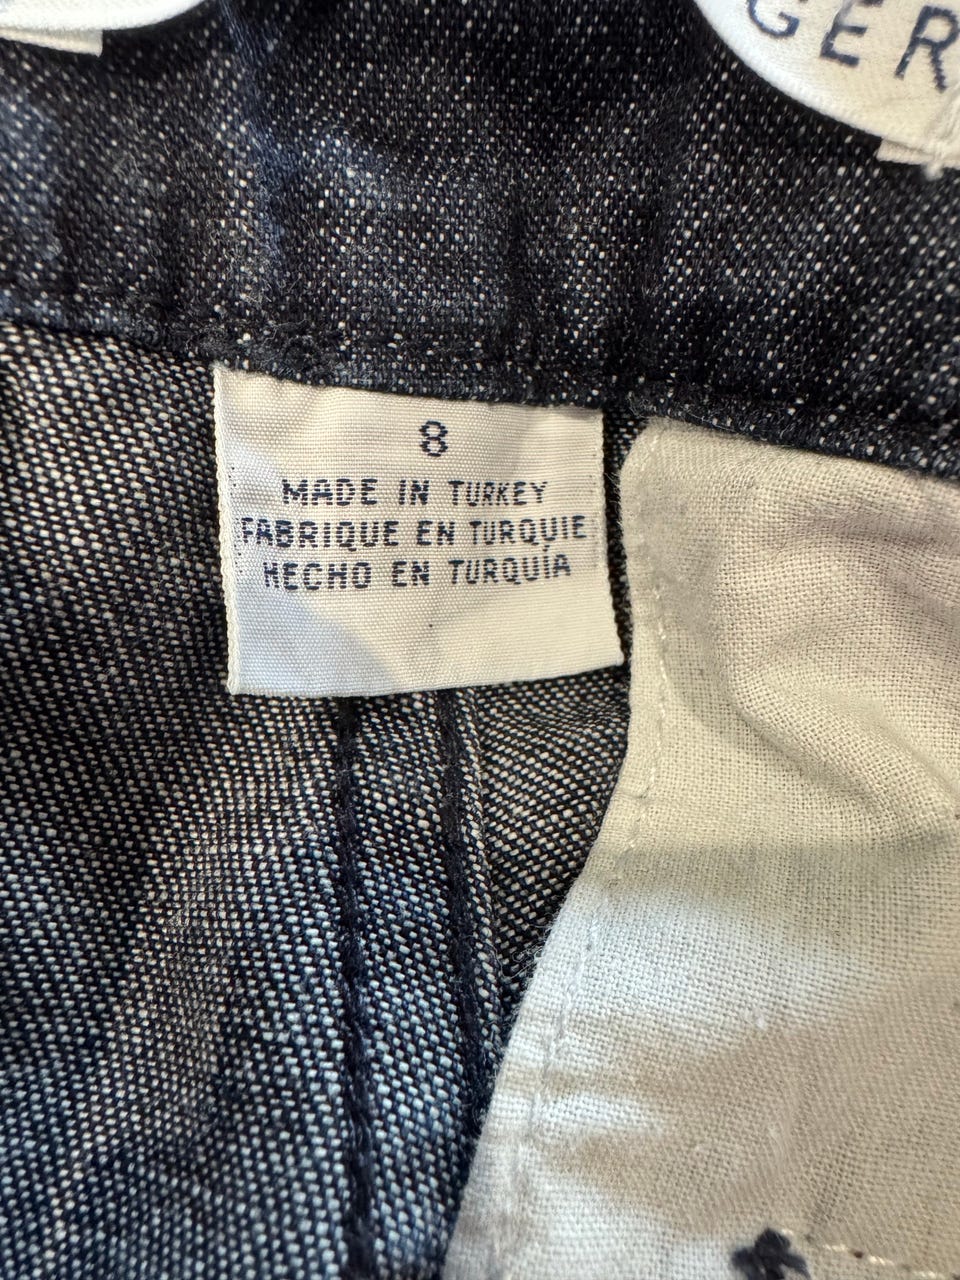 GER
8
MADE IN TURKEY
FABRIQUE EN TURQUIE
HECHO EN TURQUÍA